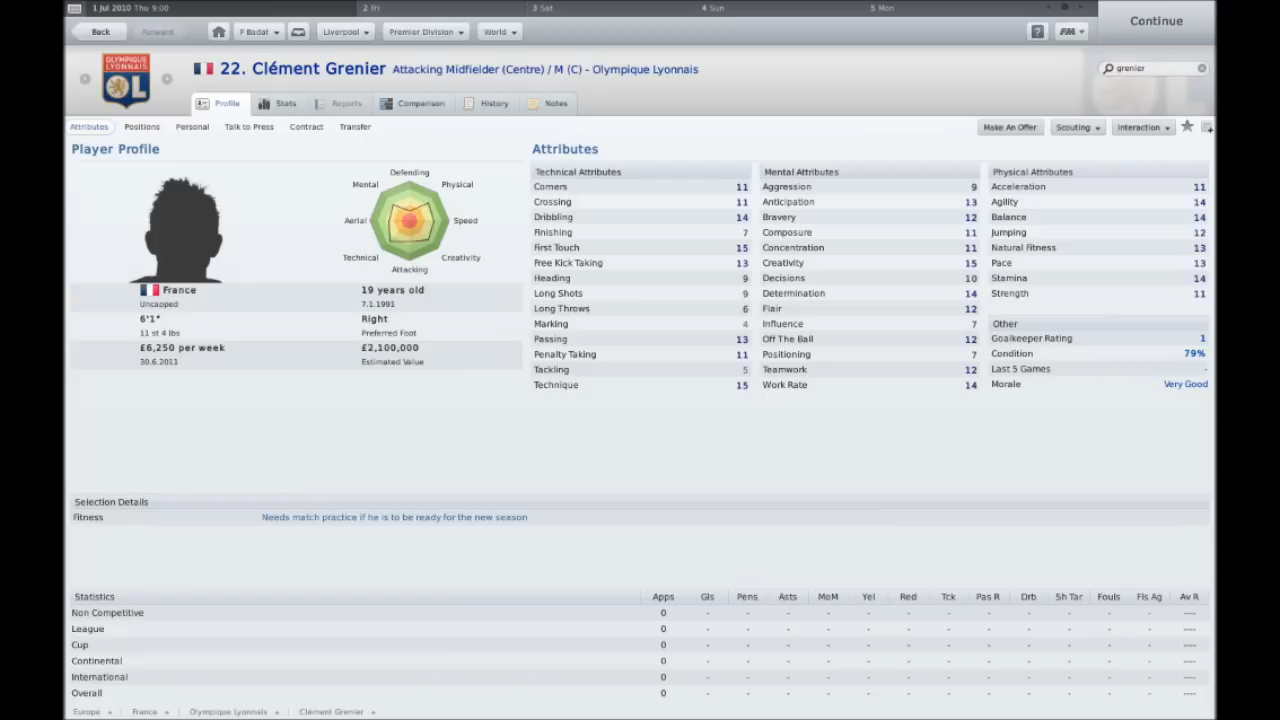 1 Jul 2010 Thu 9:00 2 Fri 3 Sat 4 Sun 5 Mon
Back Forward F Badat Liverpool Premier Division World ? FM Continue
OLYMPIQUE LYONNAIS
OL
22. Clément Grenier Attacking Midfielder (Centre) / M (C) - Olympique Lyonnais
grenier
Profile Stats Reports Comparison History Notes
Attributes Positions Personal Talk to Press Contract Transfer Make An Offer Scouting Interaction
Player Profile
Defending
Mental Physical
Aerial Speed
Technical Creativity
Attacking
France 19 years old
Uncapped 7.1.1991
6'1" Right
11 st 4 lbs Preferred Foot
£6,250 per week £2,100,000
30.6.2011 Estimated Value
Attributes
Technical Attributes Mental Attributes Physical Attributes
Corners 11 Aggression 9 Acceleration 11
Crossing 11 Anticipation 13 Agility 14
Dribbling 14 Bravery 12 Balance 14
Finishing 7 Composure 11 Jumping 12
First Touch 15 Concentration 11 Natural Fitness 13
Free Kick Taking 13 Creativity 15 Pace 13
Heading 9 Decisions 10 Stamina 14
Long Shots 9 Determination 14 Strength 11
Long Throws 6 Flair 12
Marking 4 Influence 7 Other
Passing 13 Off The Ball 12 Goalkeeper Rating 1
Penalty Taking 11 Positioning 7 Condition 79%
Tackling 5 Teamwork 12 Last 5 Games -
Technique 15 Work Rate 14 Morale Very Good
Selection Details
Fitness Needs match practice if he is to be ready for the new season
Statistics Apps Gls Pens Asts MoM Yel Red Tck Pas R Drb Sh Tar Fouls Fls Ag Av R
Non Competitive 0 - - - - - - - - - - - - ----
League 0 - - - - - - - - - - - - ----
Cup 0 - - - - - - - - - - - - ----
Continental 0 - - - - - - - - - - - - ----
International 0 - - - - - - - - - - - - ----
Overall 0 - - - - - - - - - - - - ----
Europe France Olympique Lyonnais Clément Grenier